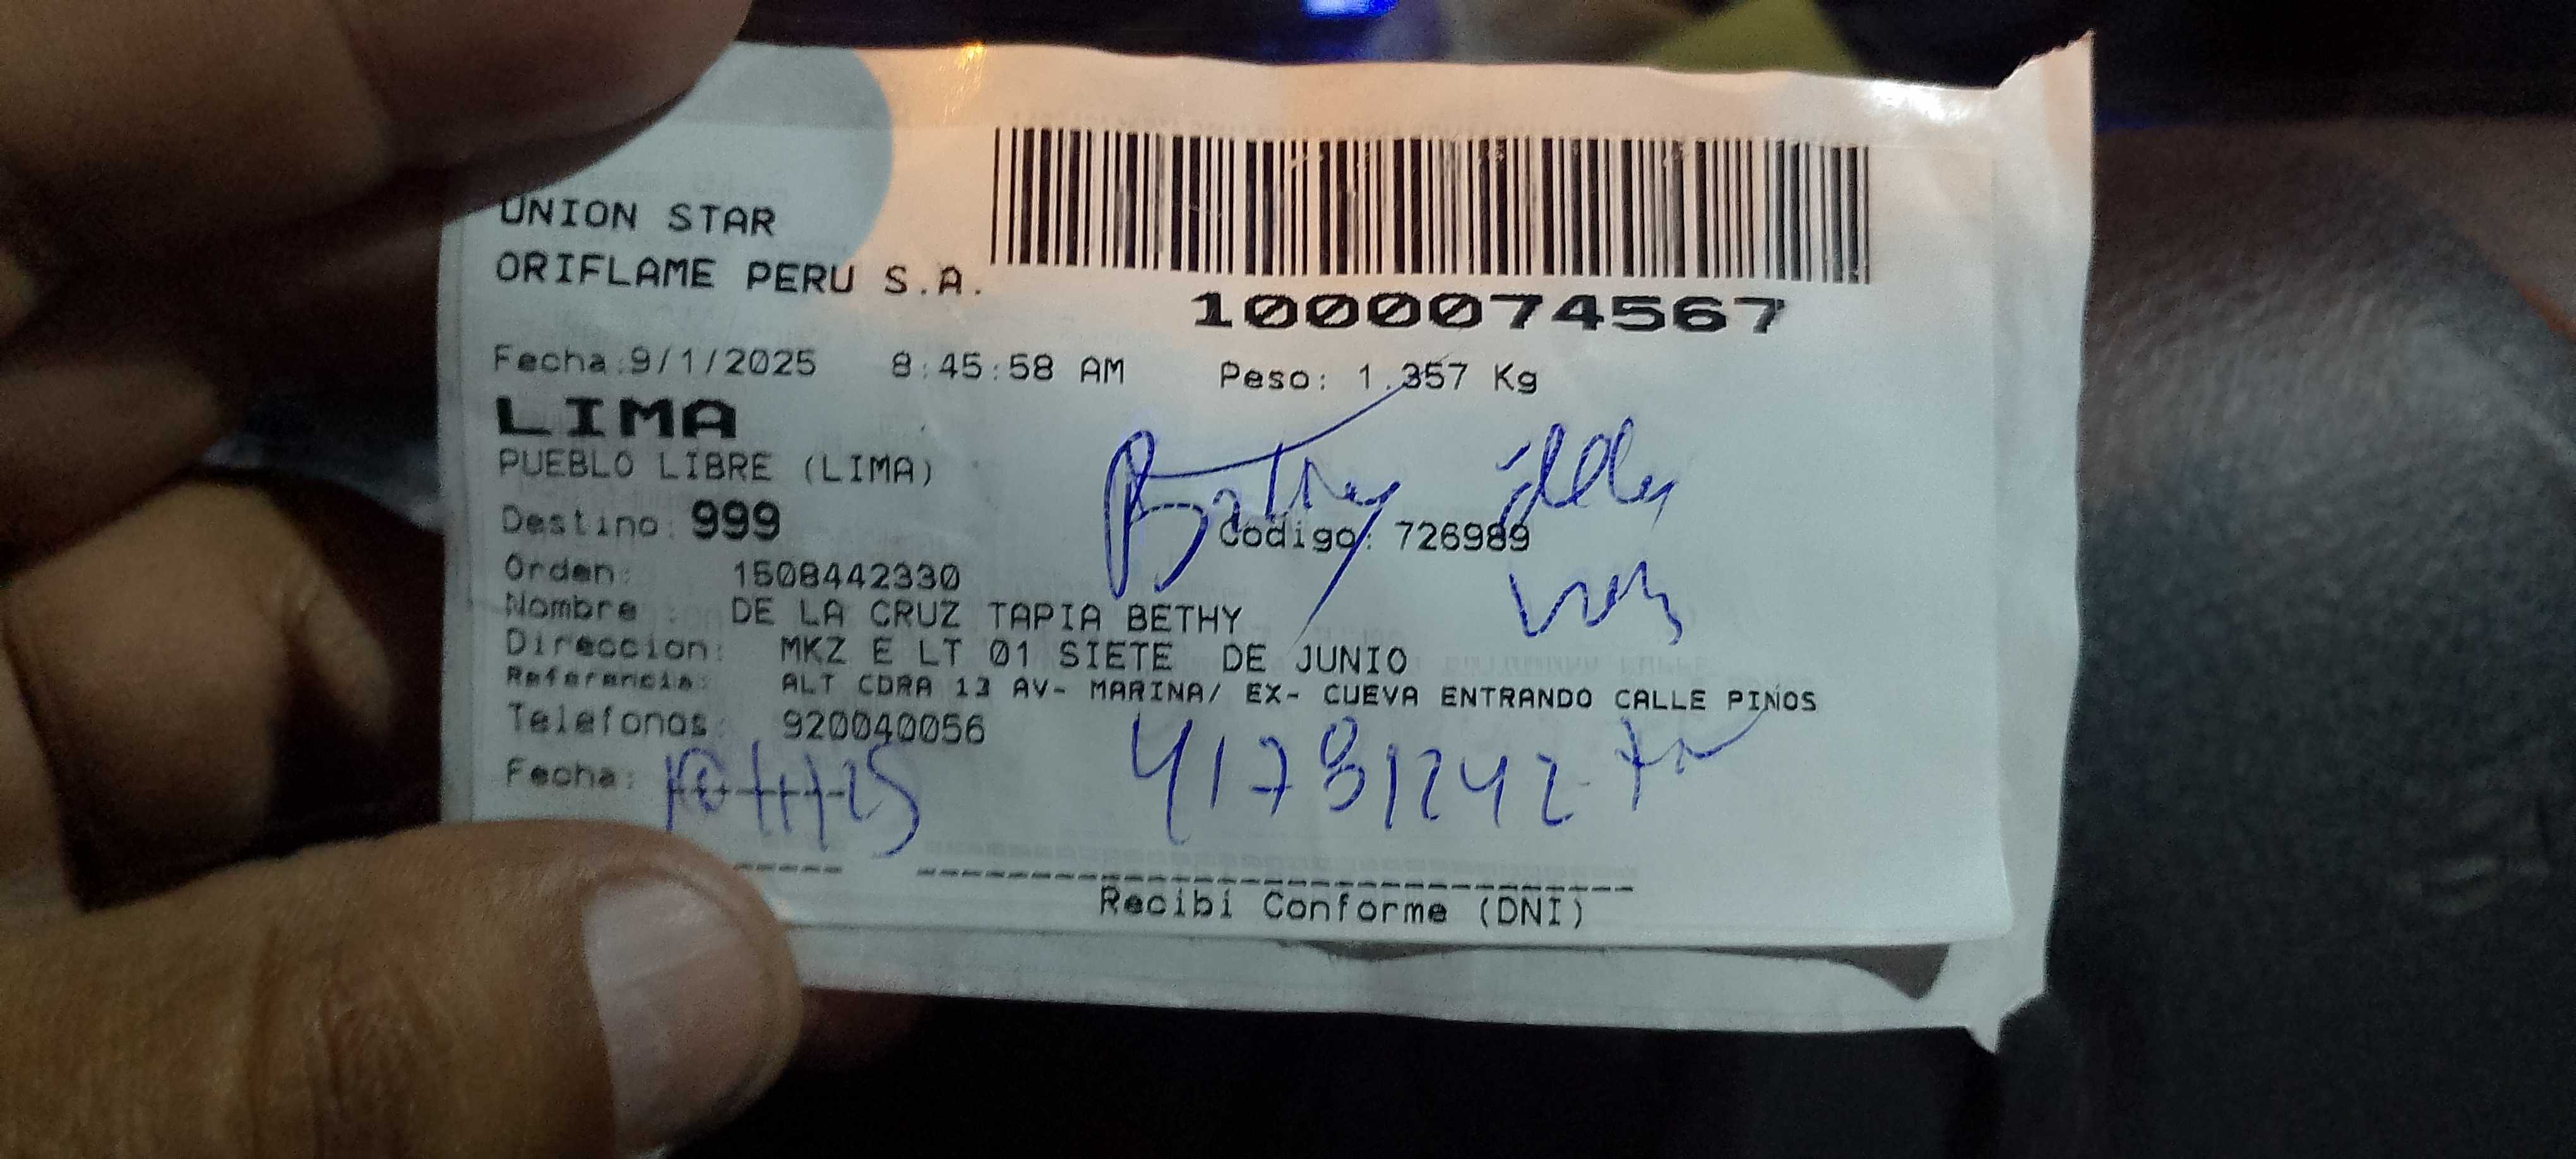 UNION STAR
ORIFLAME PERU S.A.
1000074567
Fecha:9/1/2025 8:45:58 AM Peso: 1.357 Kg
LIMA
PUEBLO LIBRE (LIMA)
Destino: 999 Codigo: 726989
Orden: 1508442330
Nombre : DE LA CRUZ TAPIA BETHY
Direccion: MKZ E LT 01 SIETE DE JUNIO
Referencia: ALT CDRA 13 AV- MARINA/ EX- CUEVA ENTRANDO CALLE PINOS
Telefonos: 920040056
Fecha: 41781242
Recibi Conforme (DNI)